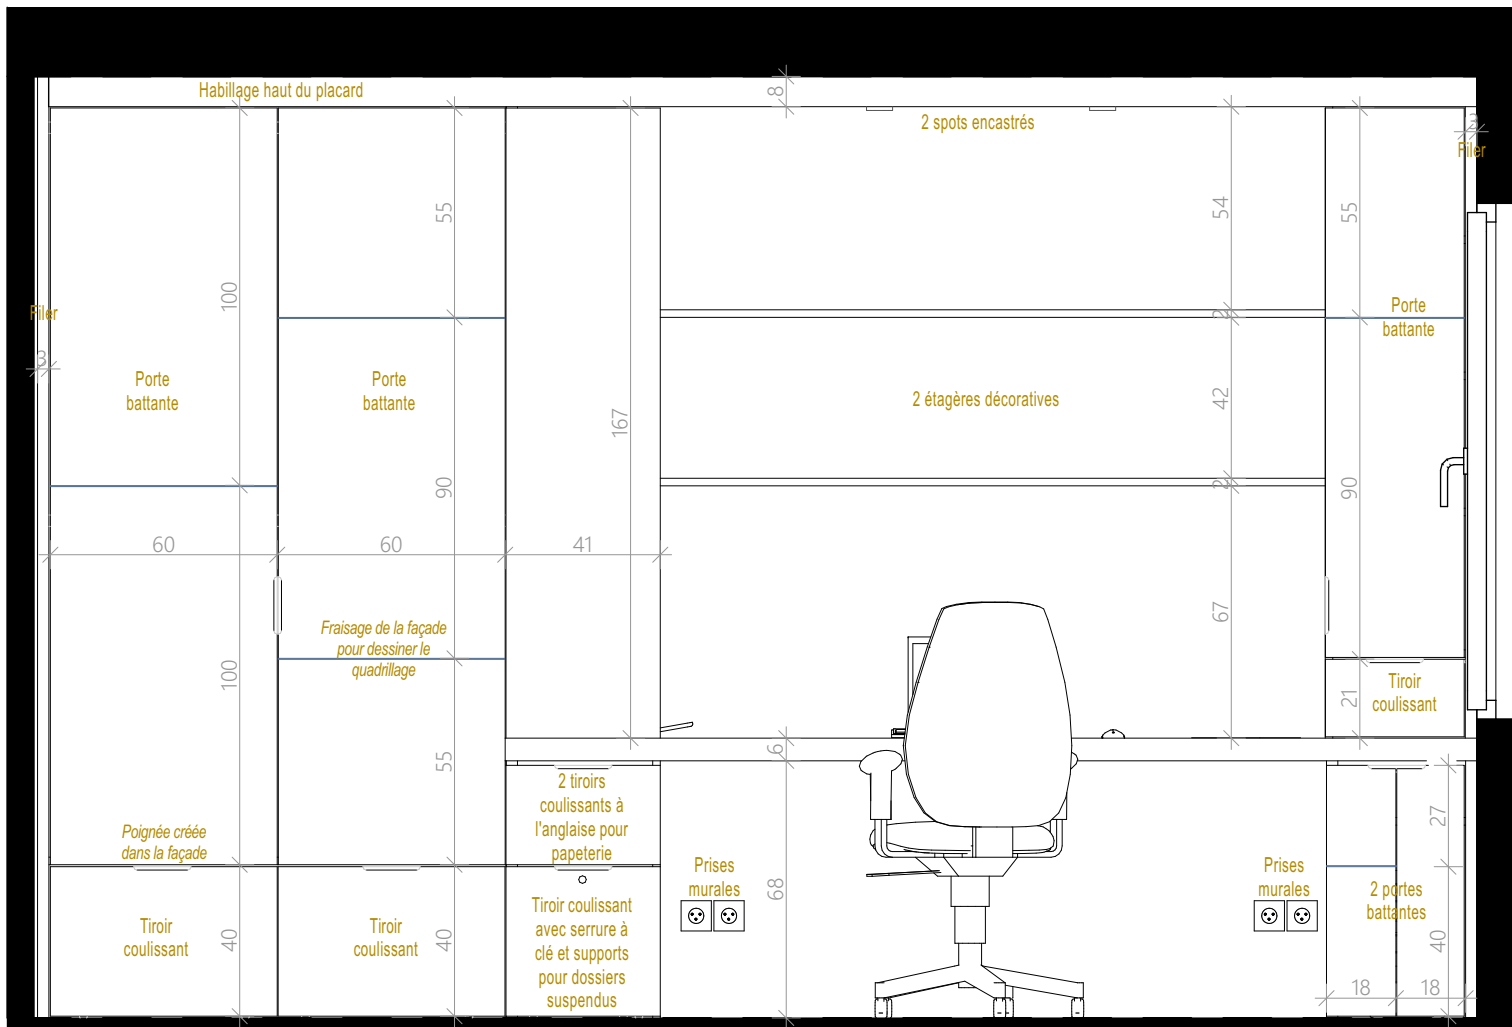 Habillage haut du placard
8
2 spots encastrés
3
Filer
55
54
55
100
Filer
2
Porte
battante
3
Porte
battante
Porte
battante
167
2 étagères décoratives
42
90
2
90
60
60
41
Fraisage de la façade
pour dessiner le
quadrillage
67
100
21
Tiroir
coulissant
55
6
2 tiroirs
coulissants à
l'anglaise pour
papeterie
27
Poignée créée
dans la façade
Prises
murales
68
Prises
murales
2 portes
battantes
Tiroir
coulissant
40
Tiroir
coulissant
40
Tiroir coulissant
avec serrure à
clé et supports
pour dossiers
suspendus
40
18
18